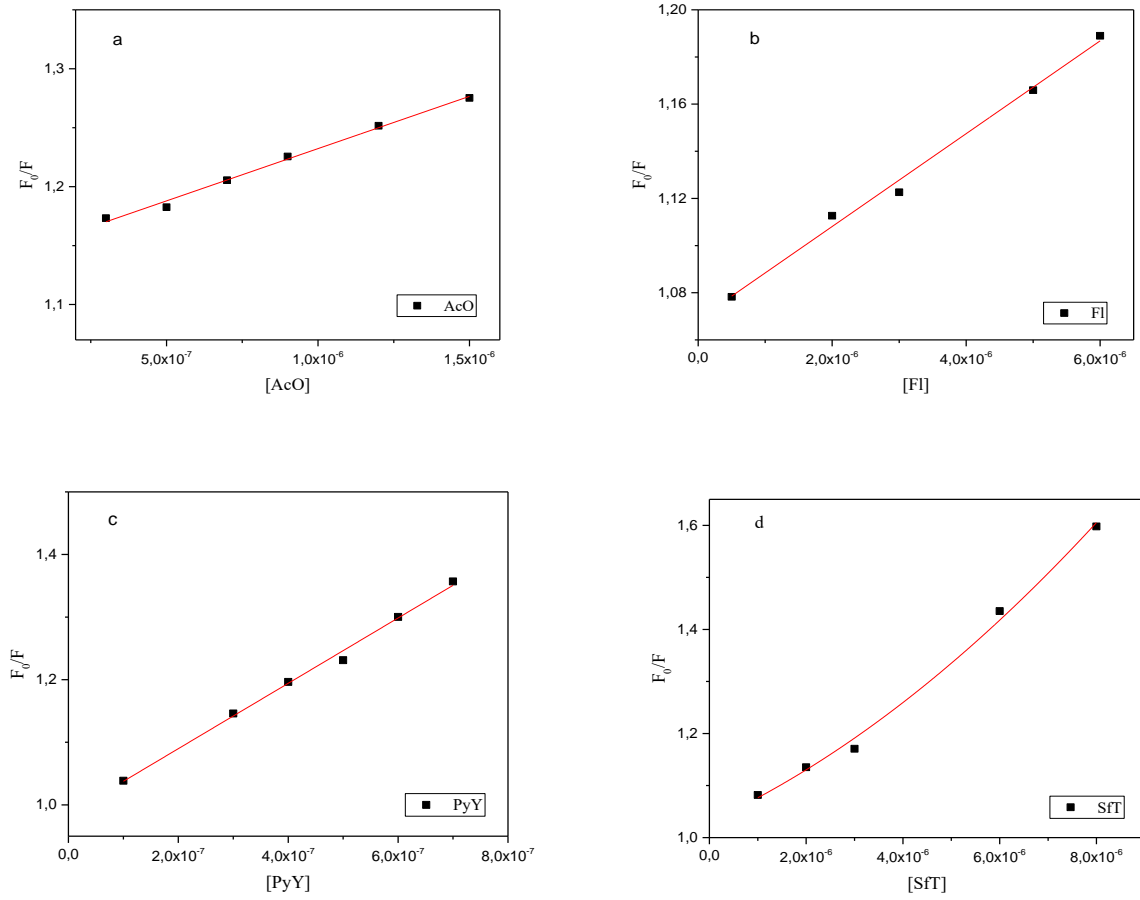 a
1,3
1,2
1,1
F₀/F
AcO
5,0x10⁻⁷
1,0x10⁻⁶
1,5x10⁻⁶
[AcO]
b
1,20
1,16
1,12
1,08
F₀/F
Fl
0,0
2,0x10⁻⁶
4,0x10⁻⁶
6,0x10⁻⁶
[Fl]
c
1,4
1,2
1,0
F₀/F
PyY
0,0
2,0x10⁻⁷
4,0x10⁻⁷
6,0x10⁻⁷
8,0x10⁻⁷
[PyY]
d
1,6
1,4
1,2
1,0
F₀/F
SfT
0,0
2,0x10⁻⁶
4,0x10⁻⁶
6,0x10⁻⁶
8,0x10⁻⁶
[SfT]